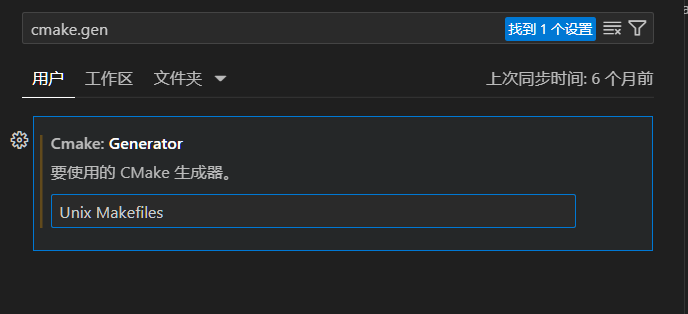 cmake.gen 找到 1 个设置
用户 工作区 文件夹 上次同步时间: 6 个月前
Cmake: Generator
要使用的 CMake 生成器。
Unix Makefiles